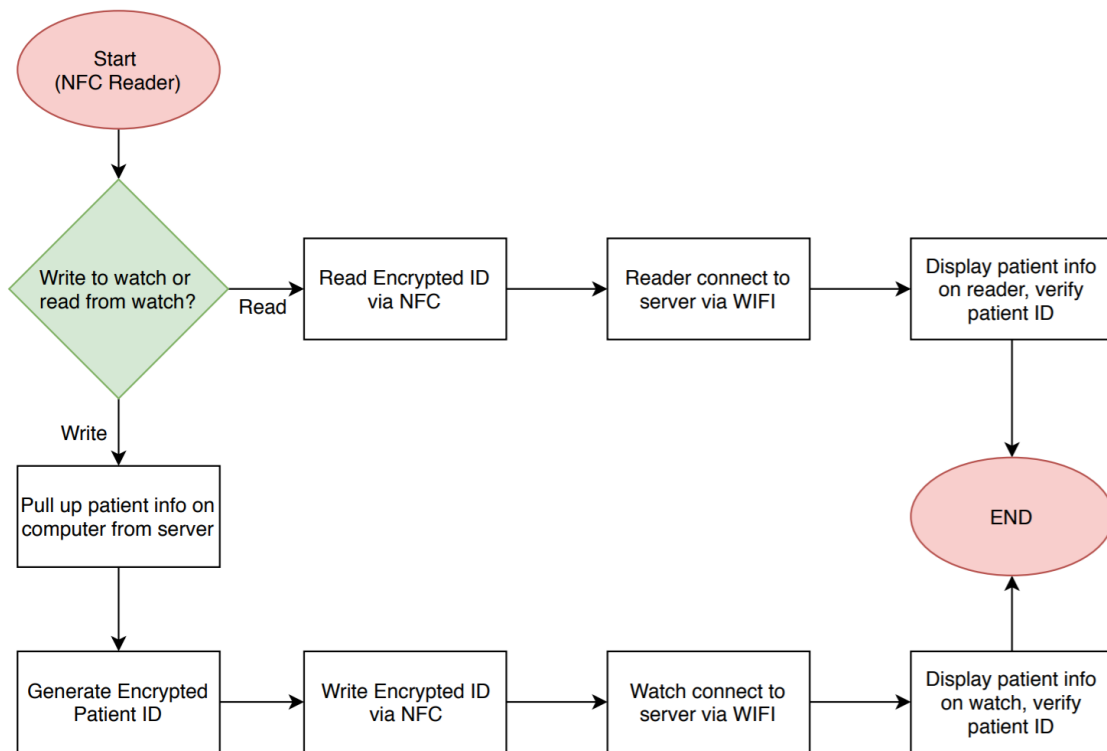 Start
(NFC Reader)
Write to watch or
read from watch?
Read
Read Encrypted ID
via NFC
Reader connect to
server via WIFI
Display patient info
on reader, verify
patient ID
Write
Pull up patient info on
computer from server
END
Generate Encrypted
Patient ID
Write Encrypted ID
via NFC
Watch connect to
server via WIFI
Display patient info
on watch, verify
patient ID